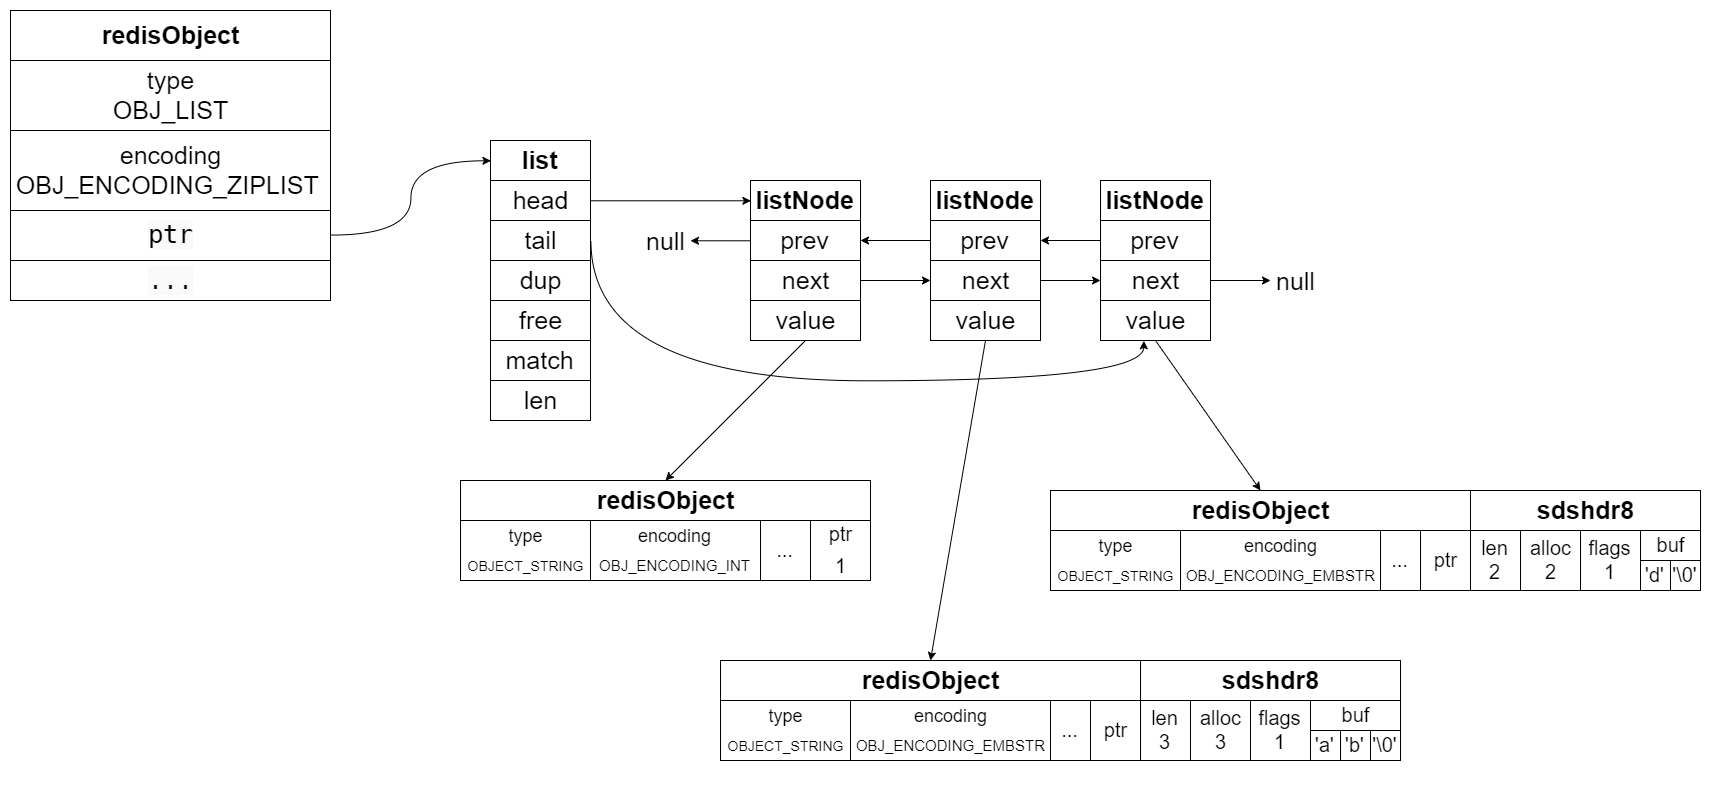 redisObject
type
OBJ_LIST
encoding
OBJ_ENCODING_ZIPLIST
ptr
...
list
head
tail
dup
free
match
len
null
listNode
prev
next
value
listNode
prev
next
value
listNode
prev
next
value
null
redisObject
type
OBJECT_STRING
encoding
OBJ_ENCODING_INT
...
ptr
1
redisObject
type
OBJECT_STRING
encoding
OBJ_ENCODING_EMBSTR
...
ptr
sdshdr8
len
2
alloc
2
flags
1
buf
'd' '\0'
redisObject
type
OBJECT_STRING
encoding
OBJ_ENCODING_EMBSTR
...
ptr
sdshdr8
len
3
alloc
3
flags
1
buf
'a' 'b' '\0'